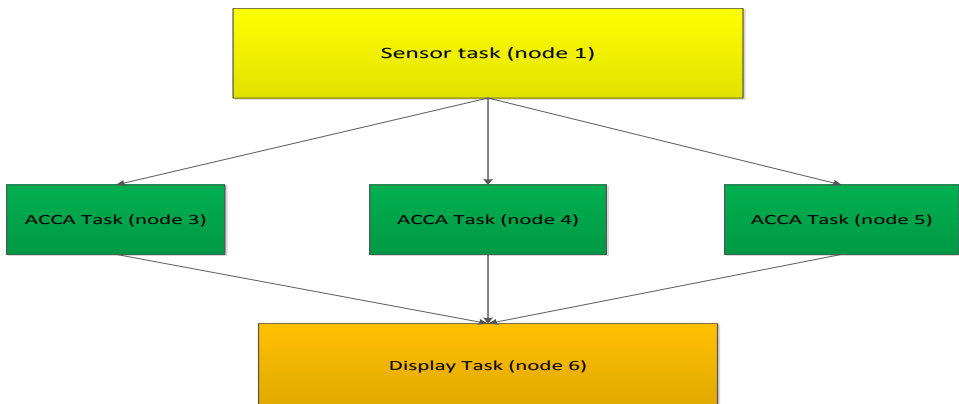 Sensor task (node 1)
ACCA Task (node 3)
ACCA Task (node 4)
ACCA Task (node 5)
Display Task (node 6)